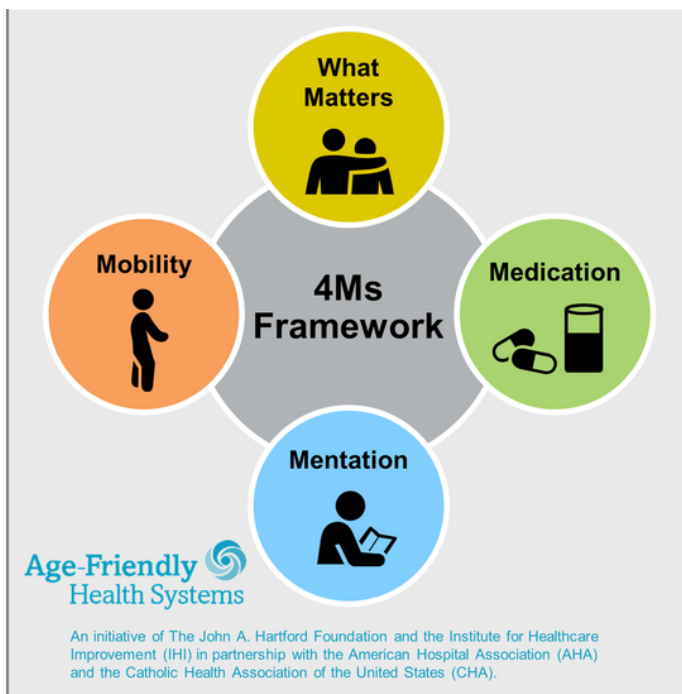 What
Matters
Mobility
Medication
4Ms
Framework
Mentation
Age-Friendly
Health Systems
An initiative of The John A. Hartford Foundation and the Institute for Healthcare
Improvement (IHI) in partnership with the American Hospital Association (AHA)
and the Catholic Health Association of the United States (CHA).